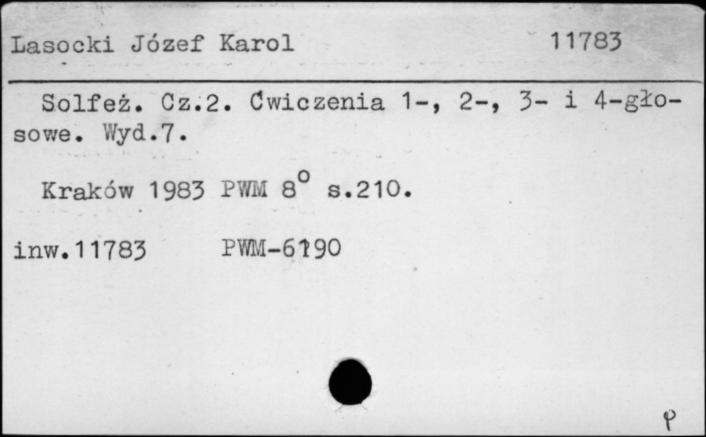 Lasocki Józef Karol 11783
Solfeż. Cz.2. Ćwiczenia 1-, 2-, 3- i 4-gło-
sowe. Wyd.7.
Kraków 1983 PWM 8° s.210.
inw.11783 PWM-6190
P